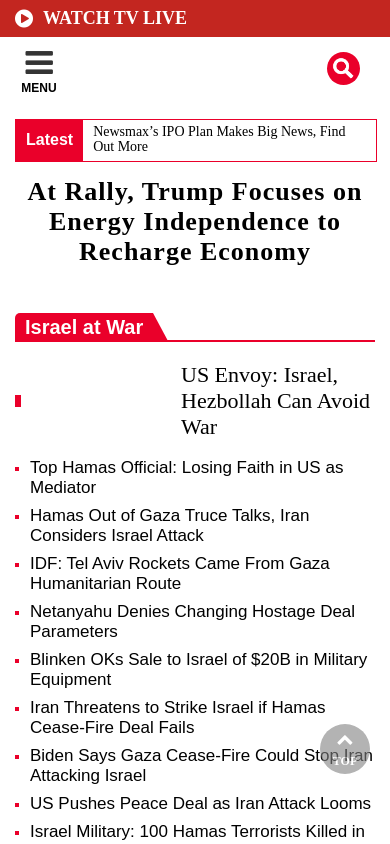 WATCH TV LIVE
MENU
Latest
Newsmax’s IPO Plan Makes Big News, Find
Out More
At Rally, Trump Focuses on
Energy Independence to
Recharge Economy
Israel at War
US Envoy: Israel,
Hezbollah Can Avoid
War
Top Hamas Official: Losing Faith in US as
Mediator
Hamas Out of Gaza Truce Talks, Iran
Considers Israel Attack
IDF: Tel Aviv Rockets Came From Gaza
Humanitarian Route
Netanyahu Denies Changing Hostage Deal
Parameters
Blinken OKs Sale to Israel of $20B in Military
Equipment
Iran Threatens to Strike Israel if Hamas
Cease-Fire Deal Fails
Biden Says Gaza Cease-Fire Could Stop Iran
Attacking Israel
TOP
US Pushes Peace Deal as Iran Attack Looms
Israel Military: 100 Hamas Terrorists Killed in